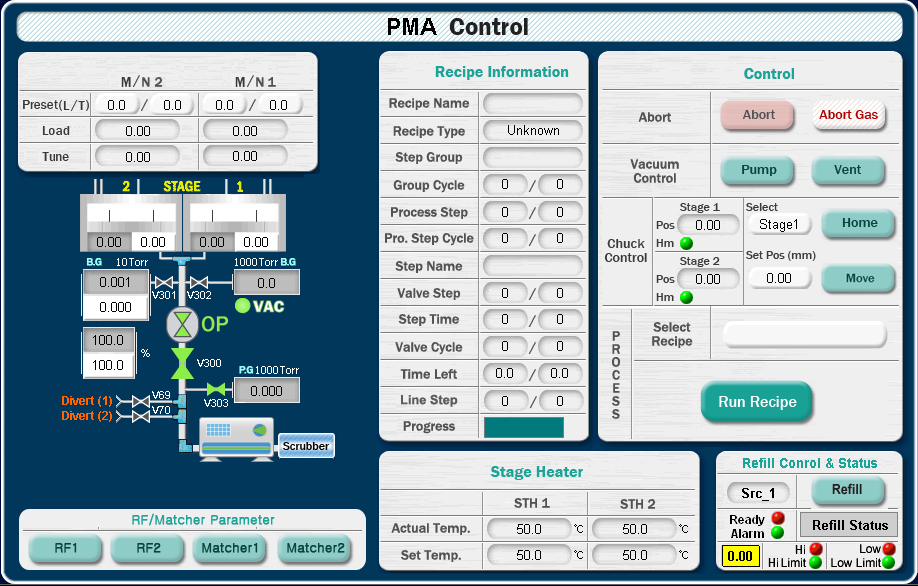 PMA Control
M/N 2 M/N 1
Preset(L/T) 0.0 / 0.0 0.0 / 0.0
Load 0.00 0.00
Tune 0.00 0.00
2 STAGE 1
0.00 0.00 0.00 0.00
B.G 10Torr 1000Torr B.G
0.001 0.0
V301 V302
0.000
VAC
OP
100.0
100.0 %
V300
P.G 1000Torr
0.000
V303
Divert (1) V69
Divert (2) V70
Scrubber
RF/Matcher Parameter
RF1 RF2 Matcher1 Matcher2
Recipe Information
Recipe Name
Recipe Type Unknown
Step Group
Group Cycle 0 / 0
Process Step 0 / 0
Pro. Step Cycle 0 / 0
Step Name
Valve Step 0 / 0
Step Time 0 / 0
Valve Cycle 0 / 0
Time Left 0.0 / 0.0
Line Step 0 / 0
Progress
Control
Abort Abort Abort Gas
Vacuum
Control
Pump Vent
Chuck
Control
Stage 1
Pos 0.00
Hm
Stage 2
Pos 0.00
Hm
Select
Stage1 Home
Set Pos (mm)
0.00 Move
PROCESS
Select
Recipe
Run Recipe
Stage Heater
STH 1 STH 2
Actual Temp. 50.0 °C 50.0 °C
Set Temp. 50.0 °C 50.0 °C
Refill Conrol & Status
Src_1 Refill
Ready
Alarm
Refill Status
0.00
Hi Low
Hi Limit Low Limit